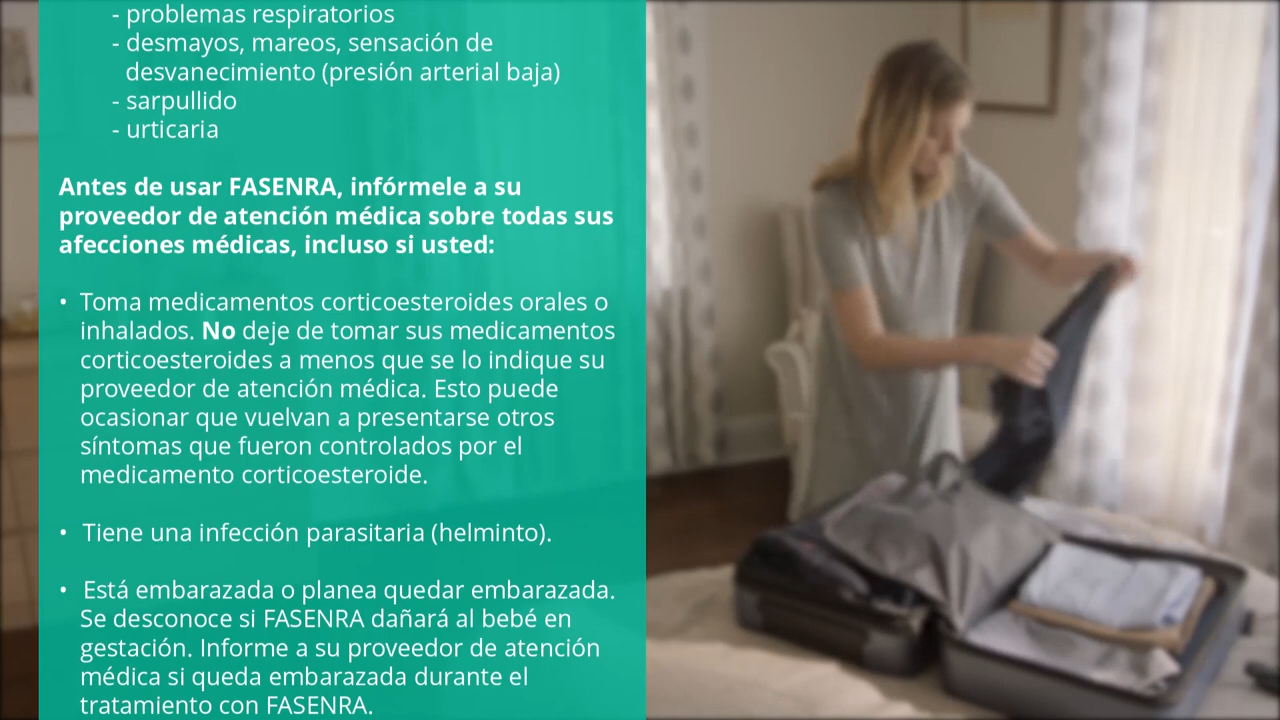 - problemas respiratorios
- desmayos, mareos, sensación de
desvanecimiento (presión arterial baja)
- sarpullido
- urticaria
Antes de usar FASENRA, infórmele a su
proveedor de atención médica sobre todas sus
afecciones médicas, incluso si usted:
• Toma medicamentos corticoesteroides orales o
inhalados. No deje de tomar sus medicamentos
corticoesteroides a menos que se lo indique su
proveedor de atención médica. Esto puede
ocasionar que vuelvan a presentarse otros
síntomas que fueron controlados por el
medicamento corticoesteroide.
• Tiene una infección parasitaria (helminto).
• Está embarazada o planea quedar embarazada.
Se desconoce si FASENRA dañará al bebé en
gestación. Informe a su proveedor de atención
médica si queda embarazada durante el
tratamiento con FASENRA.